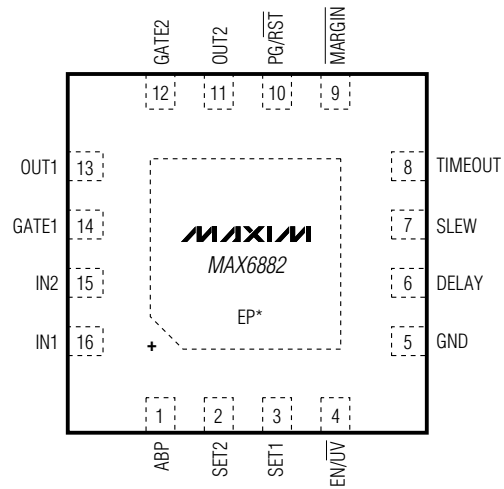 GATE2
OUT2
PG/RST
MARGIN
12
11
10
9
OUT1 13
8 TIMEOUT
GATE1 14
7 SLEW
IN2 15
6 DELAY
IN1 16
5 GND
MAXIM
MAX6882
EP*
+
1
2
3
4
ABP
SET2
SET1
EN/UV